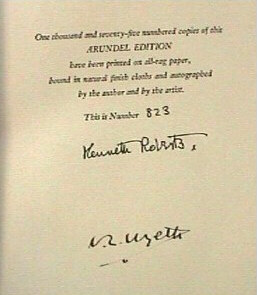 One thousand and seventy-five numbered copies of this
ARUNDEL EDITION
have been printed on all-rag paper,
bound in natural finish cloths and autographed
by the author and by the artist.
This is Number 823
Kenneth Roberts
N.C. Wyeth